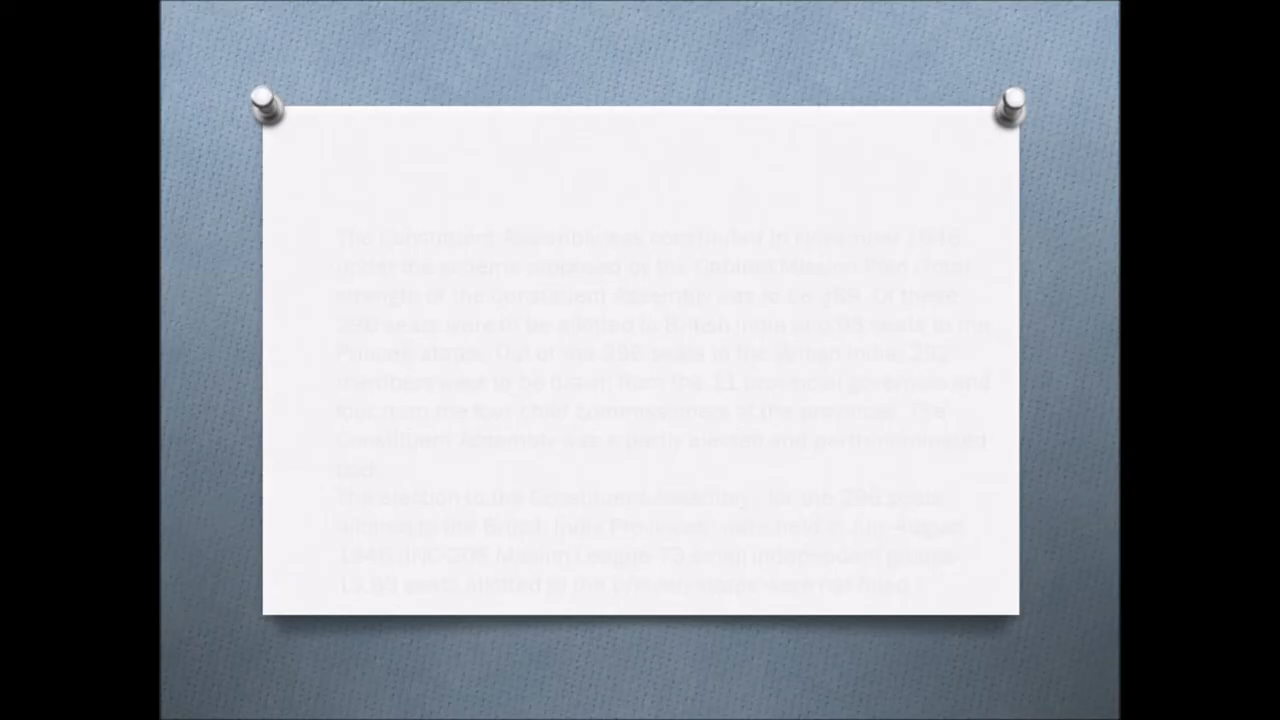 The Constituent Assembly was constituted in November 1946
under the scheme proposed by the Cabinet Mission Plan
strength of the Constituent Assembly was to be 389. Of these
296 seats were to be allotted to British India and 93 seats to the
Princely states. Out of the 296 seats to the British India, 292
members were to be drawn from the 11 provincial governors and
four from the four chief commissioners of the provinces. The
Constituent Assembly was a partly elected and partly nominated
The election to the Constituent Assembly for the 296 seats
allotted to the British India Provinces were held in
1946 INC-208 Muslim League-73 small independent groups
15.93 seats allotted to the princely states were not filled